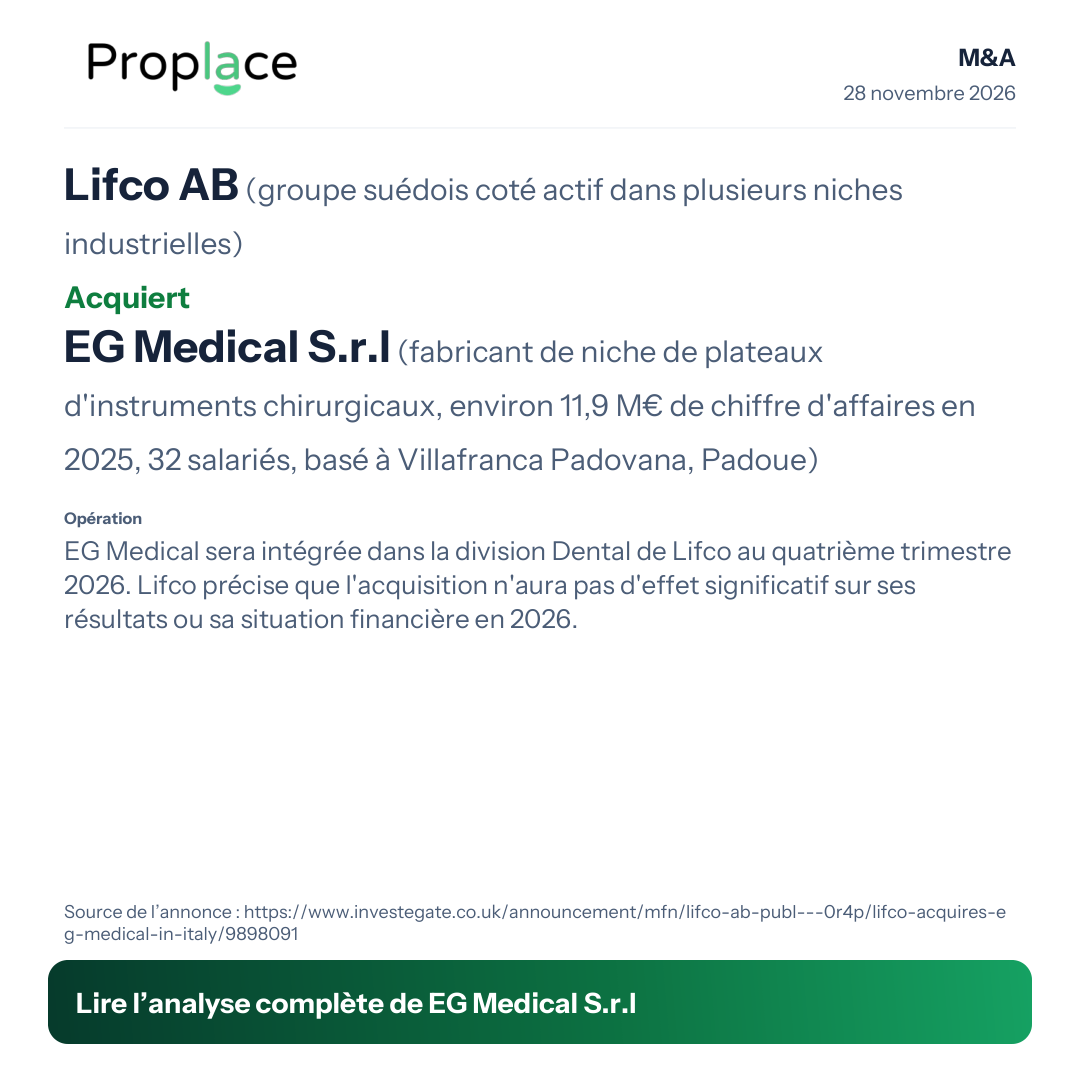 Proplace
M&A
28 novembre 2026
Lifco AB (groupe suédois coté actif dans plusieurs niches
industrielles)
Acquiert
EG Medical S.r.l (fabricant de niche de plateaux
d'instruments chirurgicaux, environ 11,9 M€ de chiffre d'affaires en
2025, 32 salariés, basé à Villafranca Padovana, Padoue)
Opération
EG Medical sera intégrée dans la division Dental de Lifco au quatrième trimestre
2026. Lifco précise que l'acquisition n'aura pas d'effet significatif sur ses
résultats ou sa situation financière en 2026.
Source de l’annonce : https://www.investegate.co.uk/announcement/mfn/lifco-ab-publ---0r4p/lifco-acquires-e
g-medical-in-italy/9898091
Lire l’analyse complète de EG Medical S.r.l